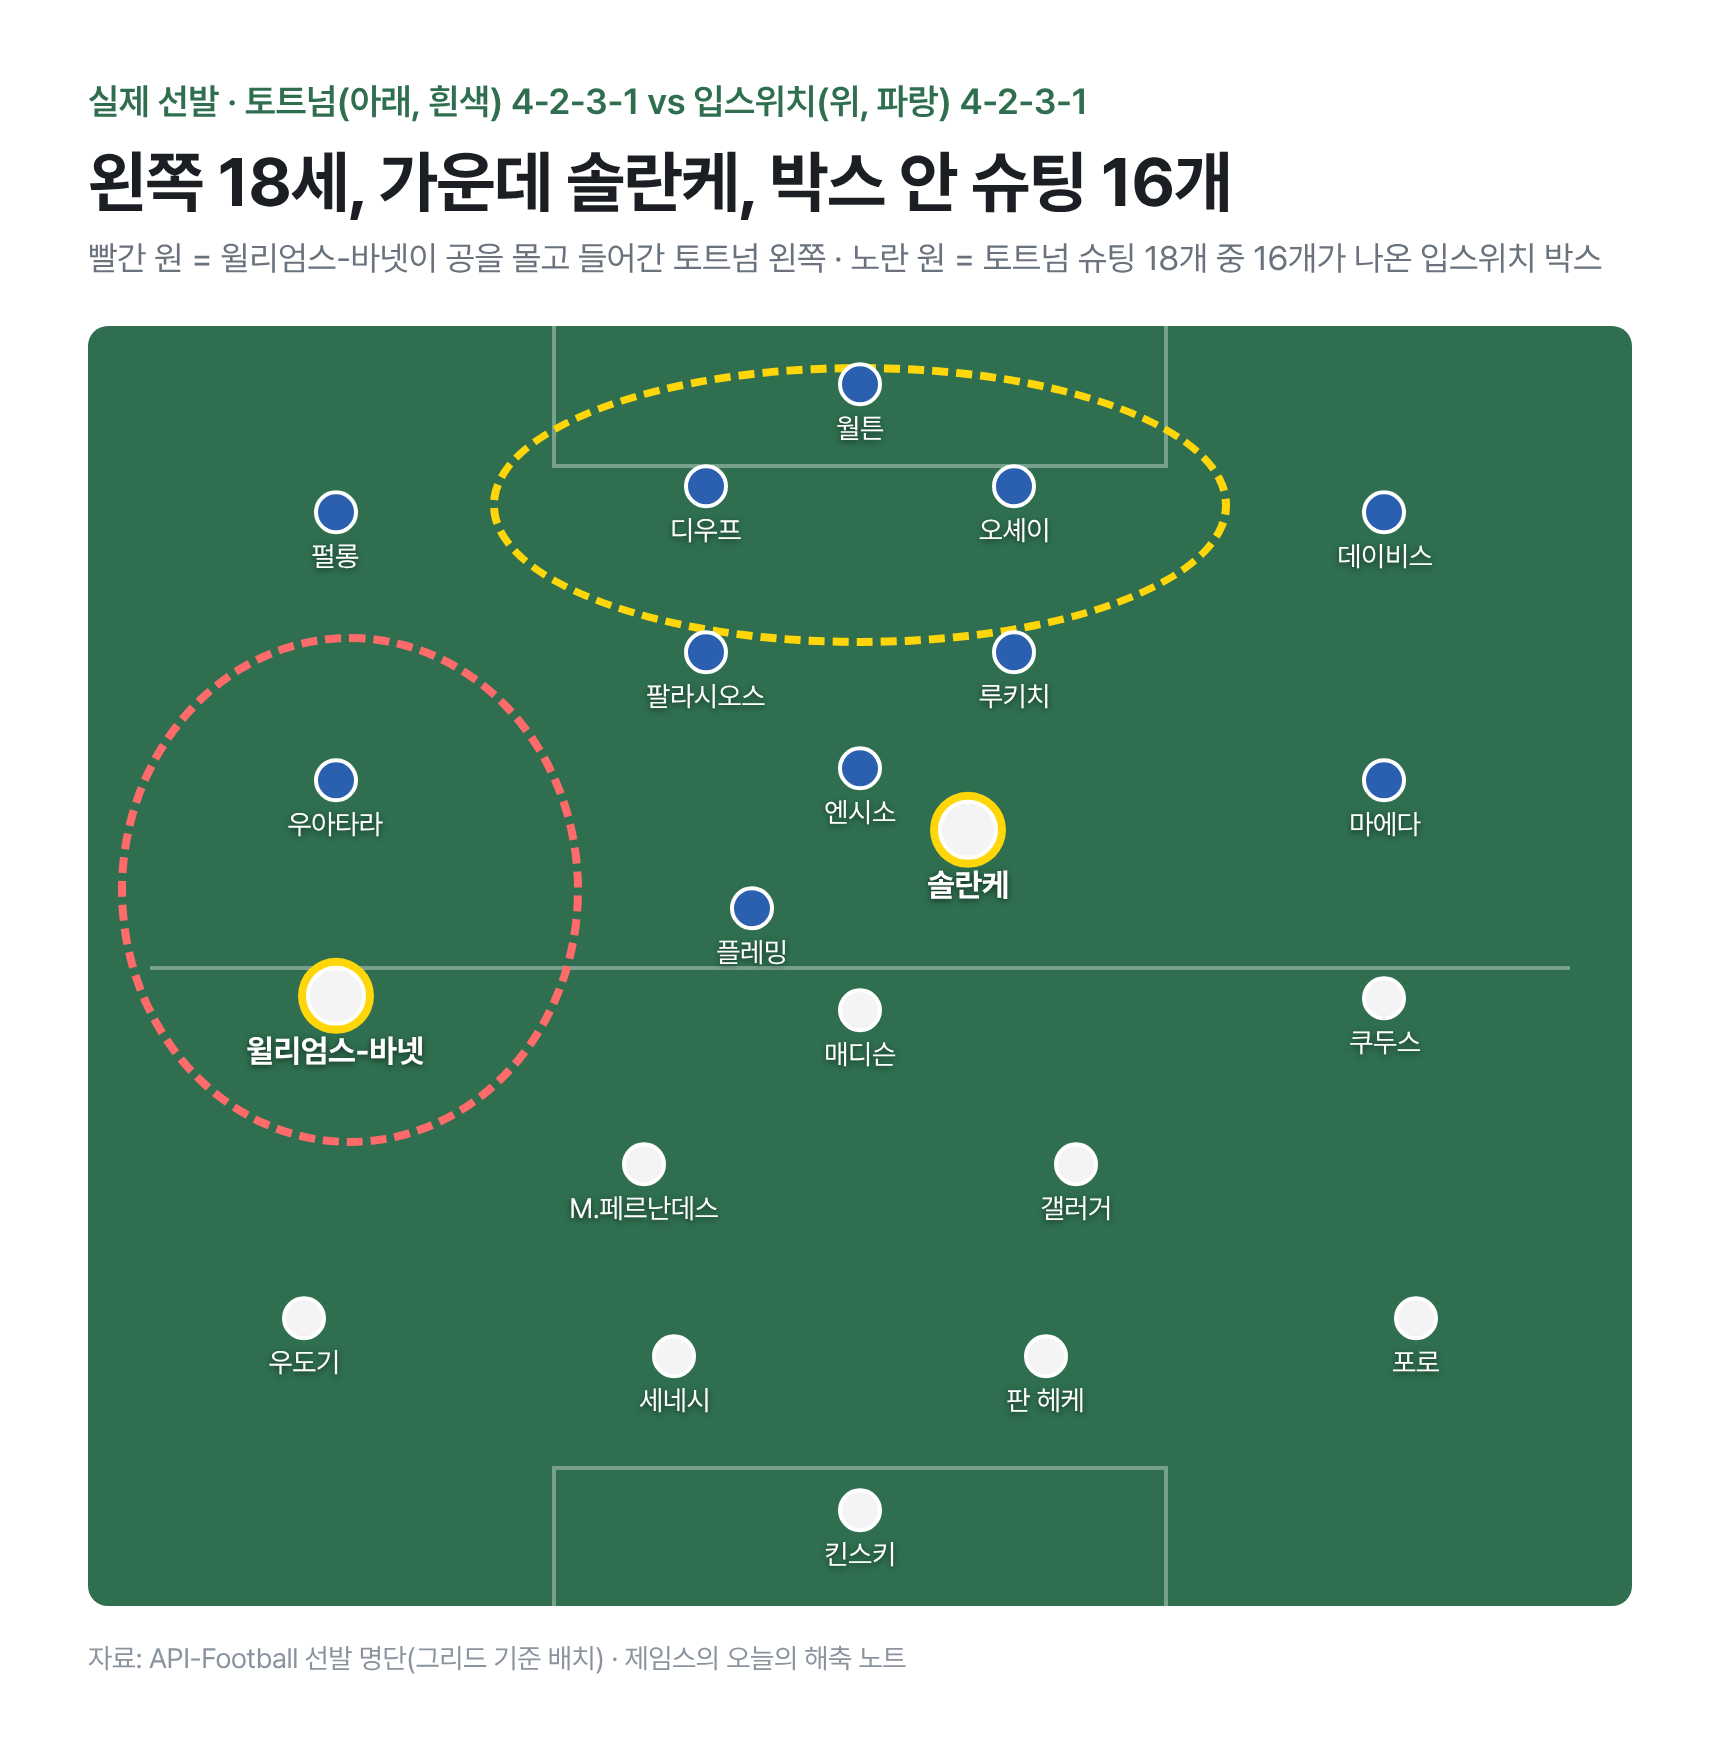 실제 선발 · 토트넘(아래, 흰색) 4-2-3-1 vs 입스위치(위, 파랑) 4-2-3-1
왼쪽 18세, 가운데 솔란케, 박스 안 슈팅 16개
빨간 원 = 윌리엄스-바넷이 공을 몰고 들어간 토트넘 왼쪽 · 노란 원 = 토트넘 슈팅 18개 중 16개가 나온 입스위치 박스
월튼
디우프
오셰이
펄롱
데이비스
팔라시오스
루키치
우아타라
엔시소
마에다
솔란케
플레밍
윌리엄스-바넷
매디슨
쿠두스
M.페르난데스
갤러거
우도기
포로
세네시
판 헤케
킨스키
자료: API-Football 선발 명단(그리드 기준 배치) · 제임스의 오늘의 해축 노트